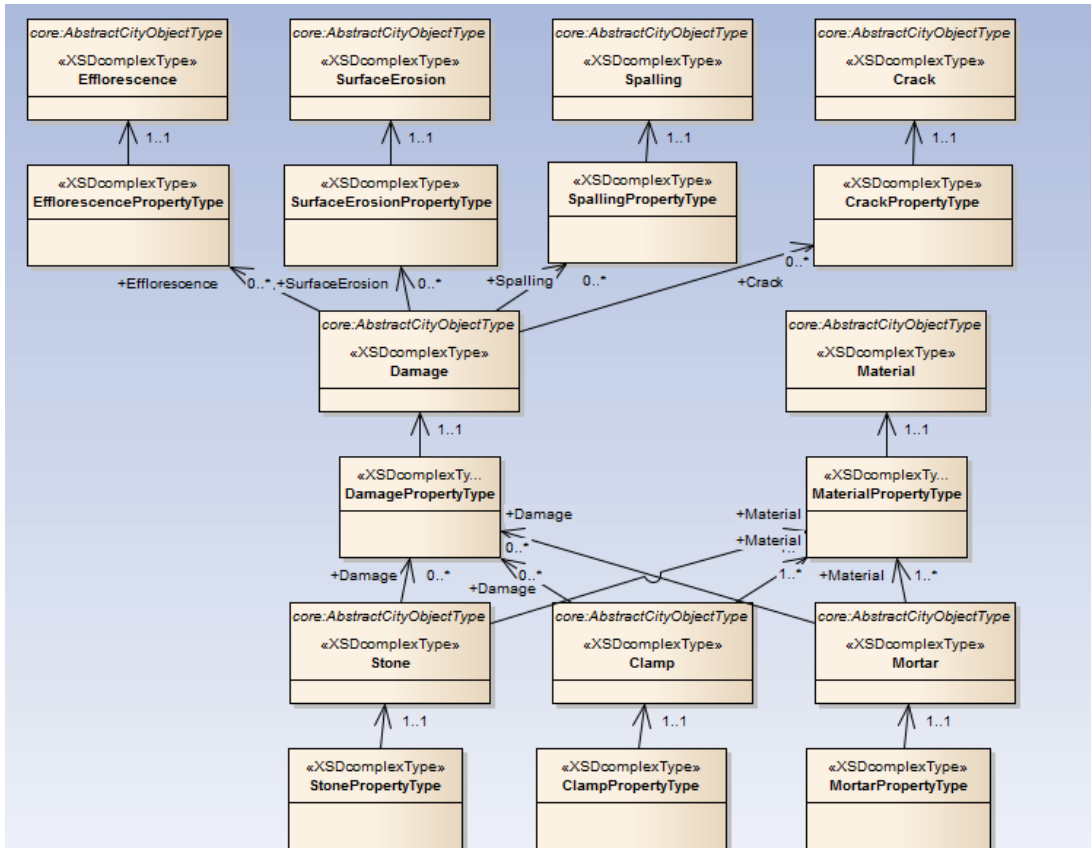 core:AbstractCityObjectType
«XSDcomplexType»
Efflorescence
core:AbstractCityObjectType
«XSDcomplexType»
SurfaceErosion
core:AbstractCityObjectType
«XSDcomplexType»
Spalling
core:AbstractCityObjectType
«XSDcomplexType»
Crack
1..1
1..1
1..1
1..1
«XSDcomplexType»
EfflorescencePropertyType
«XSDcomplexType»
SurfaceErosionPropertyType
«XSDcomplexType»
SpallingPropertyType
«XSDcomplexType»
CrackPropertyType
+Efflorescence
0..*
+SurfaceErosion
0..*
+Spalling
0..*
+Crack
0..*
core:AbstractCityObjectType
«XSDcomplexType»
Damage
core:AbstractCityObjectType
«XSDcomplexType»
Material
1..1
1..1
«XSDcomplexTy...
DamagePropertyType
«XSDcomplexTy...
MaterialPropertyType
+Damage
0..*
+Material
+Material
+Damage
0..*
+Damage
0..*
1..*
+Material
1..*
core:AbstractCityObjectType
«XSDcomplexType»
Stone
core:AbstractCityObjectType
«XSDcomplexType»
Clamp
core:AbstractCityObjectType
«XSDcomplexType»
Mortar
1..1
1..1
1..1
«XSDcomplexType»
StonePropertyType
«XSDcomplexType»
ClampPropertyType
«XSDcomplexType»
MortarPropertyType